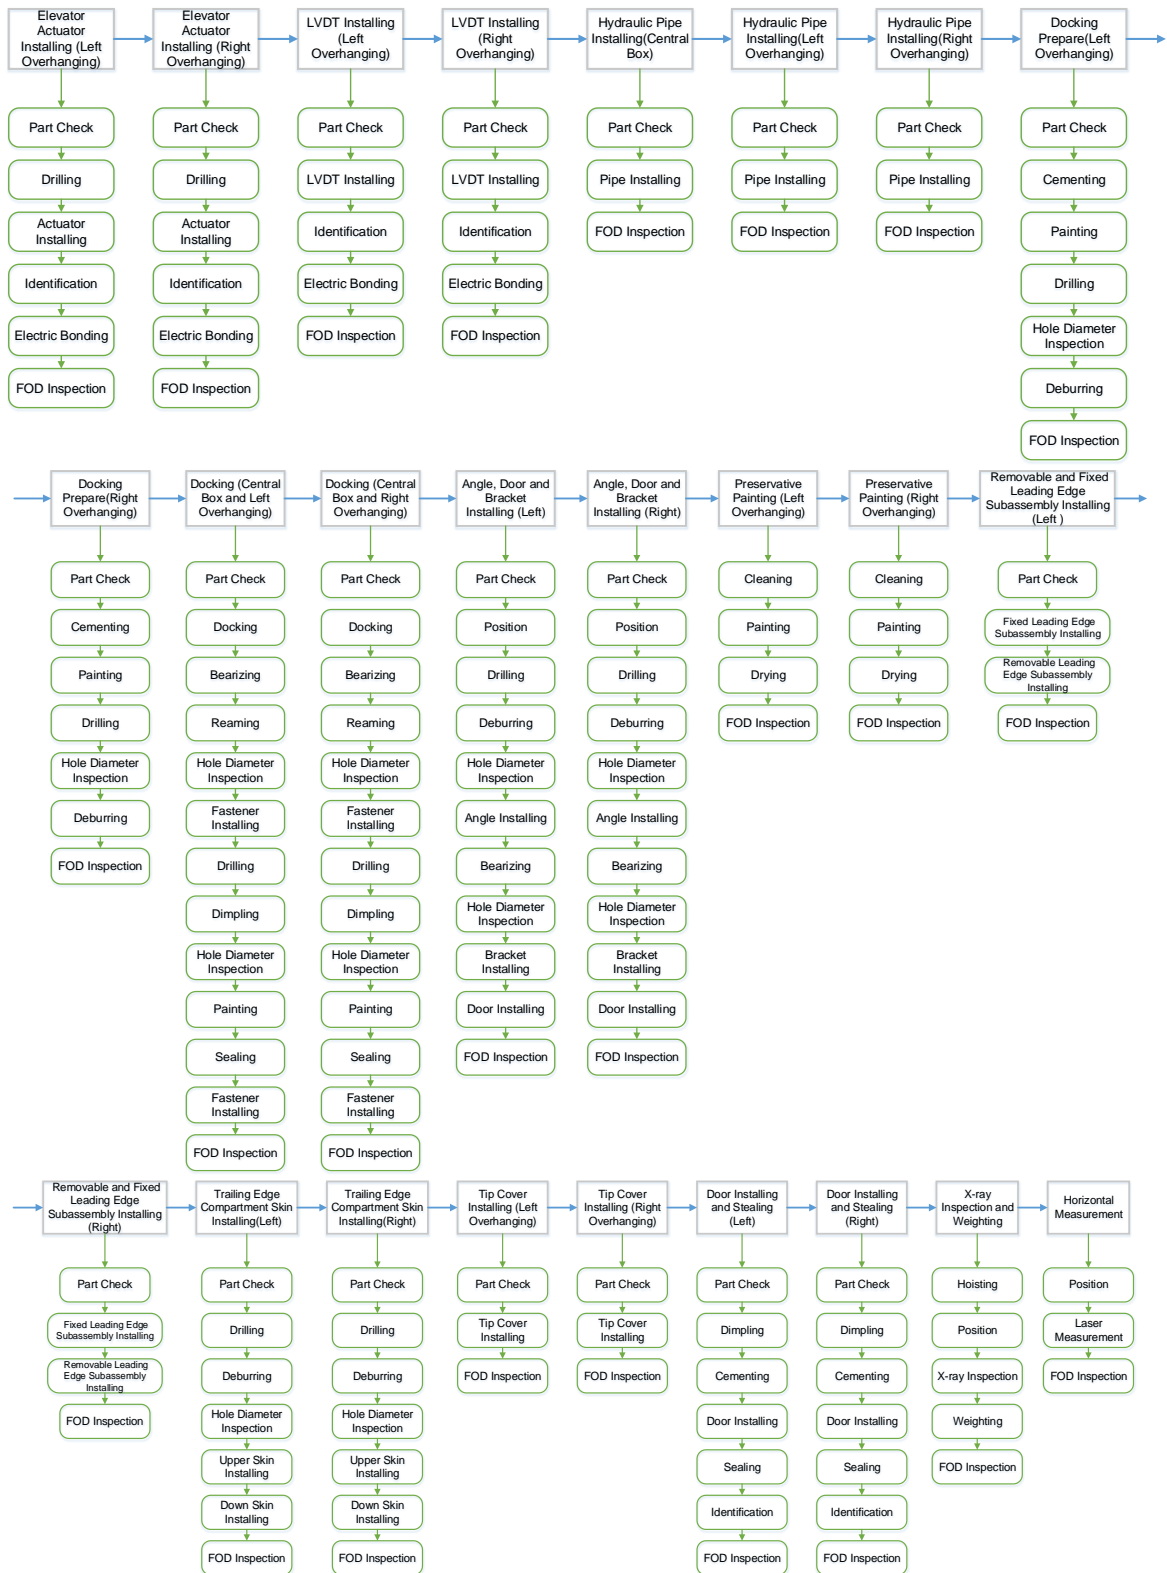 Elevator
Actuator
Installing (Left
Overhanging)
Elevator
Actuator
Installing (Right
Overhanging)
LVDT Installing
(Left
Overhanging)
LVDT Installing
(Right
Overhanging)
Hydraulic Pipe
Installing(Central
Box)
Hydraulic Pipe
Installing(Left
Overhanging)
Hydraulic Pipe
Installing(Right
Overhanging)
Docking
Prepare(Left
Overhanging)
Part Check
Drilling
Actuator
Installing
Identification
Electric Bonding
FOD Inspection
Part Check
Drilling
Actuator
Installing
Identification
Electric Bonding
FOD Inspection
Part Check
LVDT Installing
Identification
Electric Bonding
FOD Inspection
Part Check
LVDT Installing
Identification
Electric Bonding
FOD Inspection
Part Check
Pipe Installing
FOD Inspection
Part Check
Pipe Installing
FOD Inspection
Part Check
Pipe Installing
FOD Inspection
Part Check
Cementing
Painting
Drilling
Hole Diameter
Inspection
Deburring
FOD Inspection
Docking
Prepare(Right
Overhanging)
Docking (Central
Box and Left
Overhanging)
Docking (Central
Box and Right
Overhanging)
Angle, Door and
Bracket
Installing (Left)
Angle, Door and
Bracket
Installing (Right)
Preservative
Painting (Left
Overhanging)
Preservative
Painting (Right
Overhanging)
Removable and Fixed
Leading Edge
Subassembly Installing
(Left )
Part Check
Cementing
Painting
Drilling
Hole Diameter
Inspection
Deburring
FOD Inspection
Part Check
Docking
Bearizing
Reaming
Hole Diameter
Inspection
Fastener
Installing
Drilling
Dimpling
Hole Diameter
Inspection
Painting
Sealing
Fastener
Installing
FOD Inspection
Part Check
Docking
Bearizing
Reaming
Hole Diameter
Inspection
Fastener
Installing
Drilling
Dimpling
Hole Diameter
Inspection
Painting
Sealing
Fastener
Installing
FOD Inspection
Part Check
Position
Drilling
Deburring
Hole Diameter
Inspection
Angle Installing
Bearizing
Hole Diameter
Inspection
Bracket
Installing
Door Installing
FOD Inspection
Part Check
Position
Drilling
Deburring
Hole Diameter
Inspection
Angle Installing
Bearizing
Hole Diameter
Inspection
Bracket
Installing
Door Installing
FOD Inspection
Cleaning
Painting
Drying
FOD Inspection
Cleaning
Painting
Drying
FOD Inspection
Part Check
Fixed Leading Edge
Subassembly Installing
Removable Leading
Edge Subassembly
Installing
FOD Inspection
Removable and Fixed
Leading Edge
Subassembly Installing
(Right)
Trailing Edge
Compartment Skin
Installing(Left)
Trailing Edge
Compartment Skin
Installing(Right)
Tip Cover
Installing (Left
Overhanging)
Tip Cover
Installing (Right
Overhanging)
Door Installing
and Stealing
(Left)
Door Installing
and Stealing
(Right)
X-ray
Inspection and
Weighting
Horizontal
Measurement
Part Check
Fixed Leading Edge
Subassembly Installing
Removable Leading
Edge Subassembly
Installing
FOD Inspection
Part Check
Drilling
Deburring
Hole Diameter
Inspection
Upper Skin
Installing
Down Skin
Installing
FOD Inspection
Part Check
Drilling
Deburring
Hole Diameter
Inspection
Upper Skin
Installing
Down Skin
Installing
FOD Inspection
Part Check
Tip Cover
Installing
FOD Inspection
Part Check
Tip Cover
Installing
FOD Inspection
Part Check
Dimpling
Cementing
Door Installing
Sealing
Identification
FOD Inspection
Part Check
Dimpling
Cementing
Door Installing
Sealing
Identification
FOD Inspection
Hoisting
Position
X-ray Inspection
Weighting
FOD Inspection
Position
Laser
Measurement
FOD Inspection